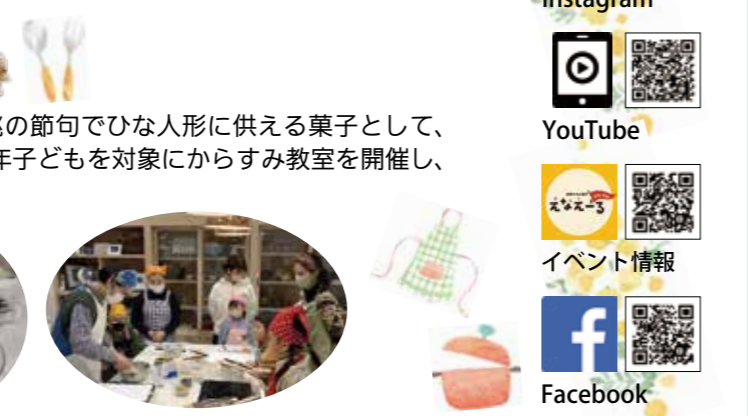 Instagram
YouTube
の節句でひな人形に供える菓子として、
年子どもを対象にからすみ教室を開催し、
えなえーる
イベント情報
Facebook